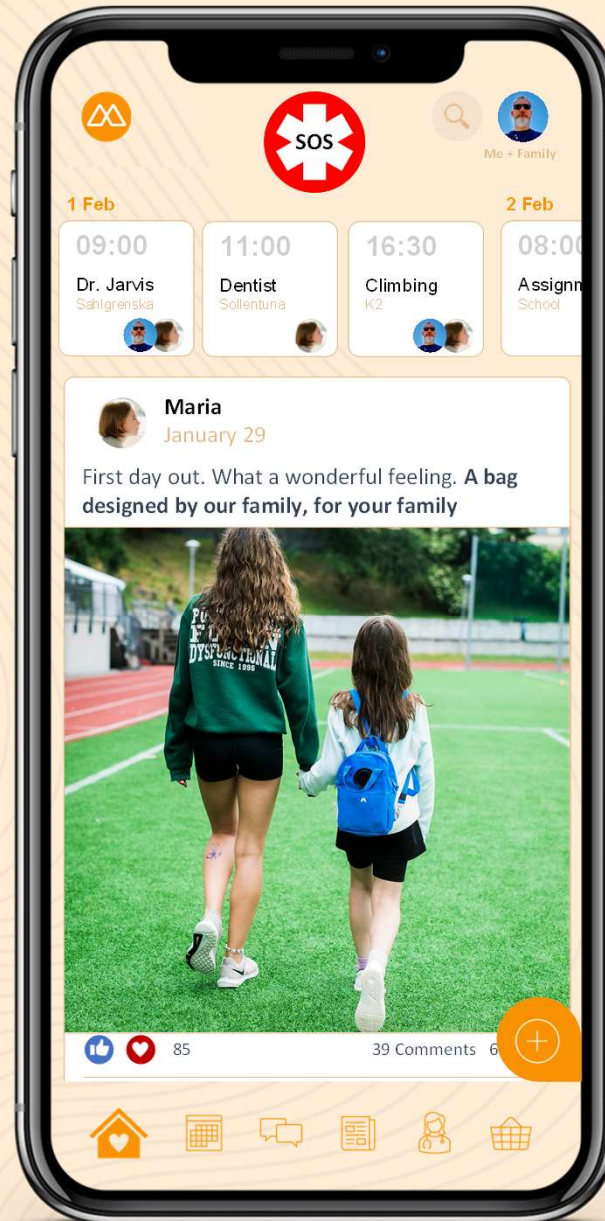 SOS
Me + Family
1 Feb
2 Feb
09:00
Dr. Jarvis
Sahlgrenska
11:00
Dentist
Sollentuna
16:30
Climbing
K2
08:00
Assignm
School
Maria
January 29
First day out. What a wonderful feeling. A bag
designed by our family, for your family
DYSFUNCTIONAL
SINCE 1996
85
39 Comments 6